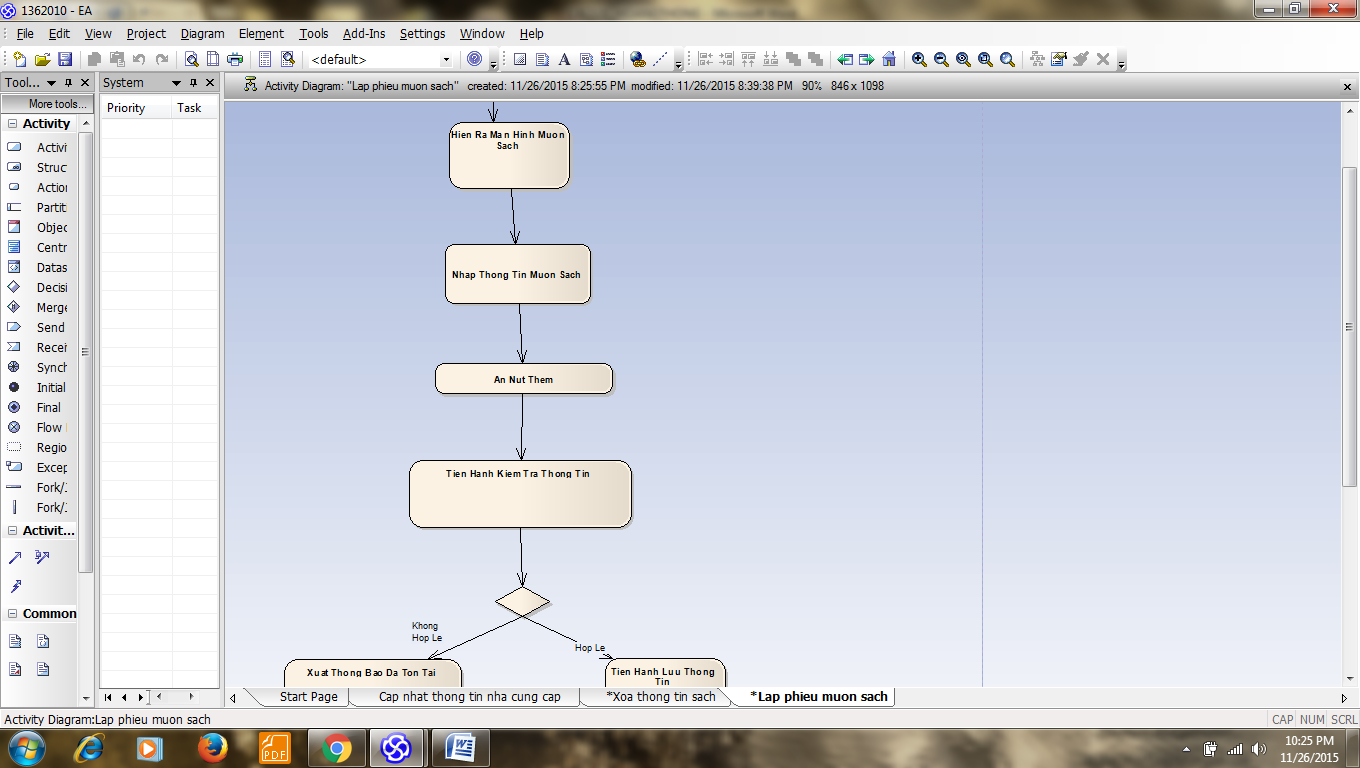 1362010 - EA
File Edit View Project Diagram Element Tools Add-Ins Settings Window Help
<default>
Tool...
System
Activity Diagram: "Lap phieu muon sach" created: 11/26/2015 8:25:55 PM modified: 11/26/2015 8:39:38 PM 90% 846 x 1098
More tools...
Priority Task
Activity
Activi
Struc
Action
Partit
Objec
Centr
Datas
Decisi
Merge
Send
Recei
Synch
Initial
Final
Flow
Regio
Excep
Fork/J
Fork/J
Activit...
Common
Hien Ra Man Hinh Muon
Sach
Nhap Thong Tin Muon Sach
An Nut Them
Tien Hanh Kiem Tra Thong Tin
Khong
Hop Le
Hop Le
Xuat Thong Bao Da Ton Tai
Tien Hanh Luu Thong
Tin
Start Page Cap nhat thong tin nha cung cap *Xoa thong tin sach *Lap phieu muon sach
Activity Diagram:Lap phieu muon sach
CAP NUM SCRL
PDF
10:25 PM
11/26/2015